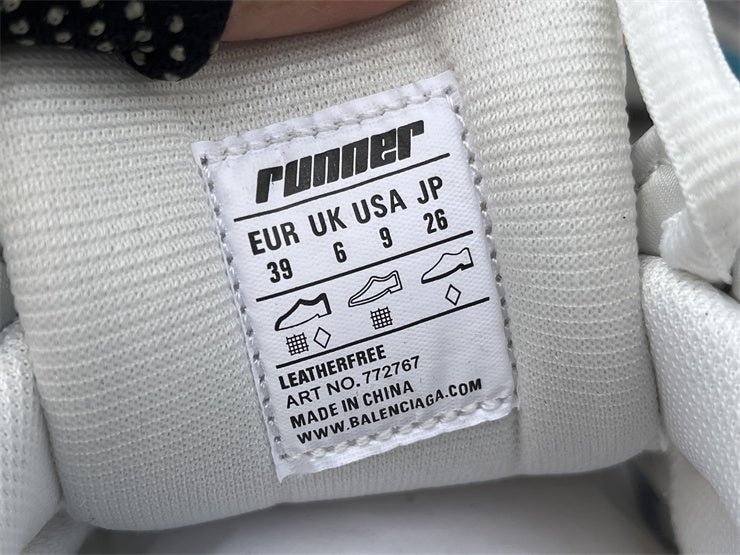 runner
EUR UK USA JP
39 6 9 26
LEATHERFREE
ART NO. 772767
MADE IN CHINA
WWW.BALENCIAGA.COM